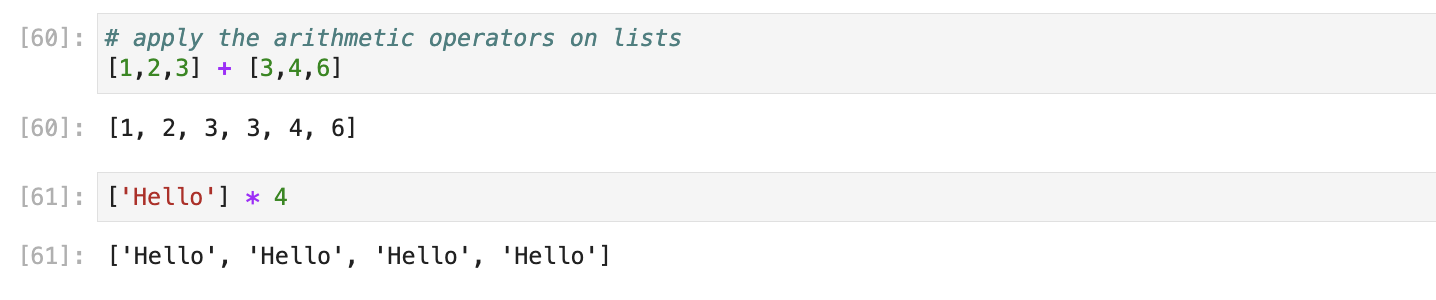 [60]: # apply the arithmetic operators on lists
[1,2,3] + [3,4,6]
[60]: [1, 2, 3, 3, 4, 6]
[61]: ['Hello'] * 4
[61]: ['Hello', 'Hello', 'Hello', 'Hello']